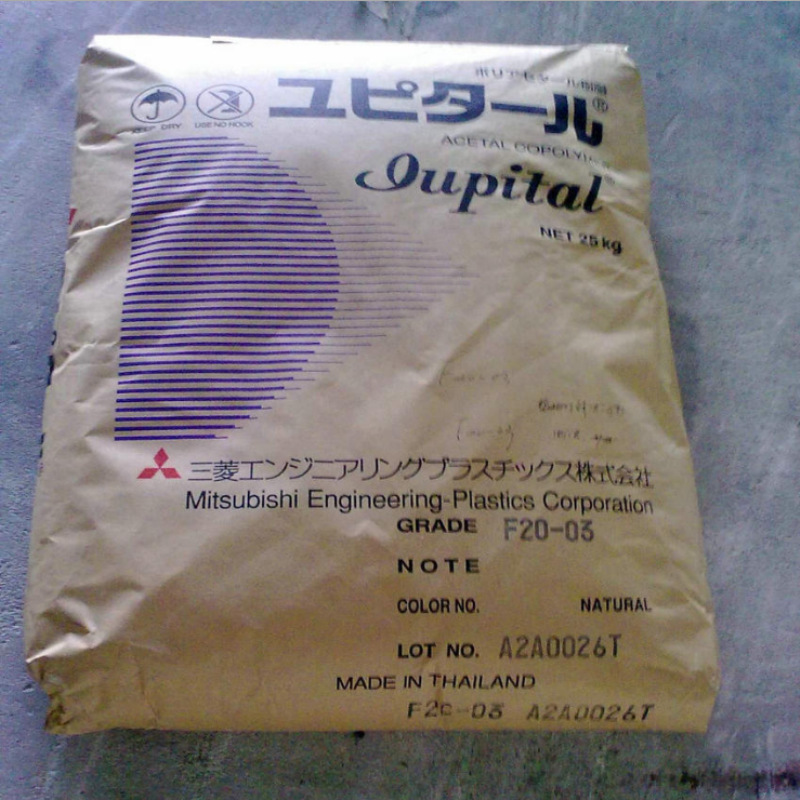 ポリアセタール樹脂
ユピタール®
KEEP DRY
USE NO HOOK
ACETAL COPOLYMER
Iupital
NET 25kg
三菱エンジニアリングプラスチックス株式会社
Mitsubishi Engineering-Plastics Corporation
GRADE F20-03
NOTE
COLOR NO. NATURAL
LOT NO. A2A0026T
MADE IN THAILAND
F20-03 A2A0026T